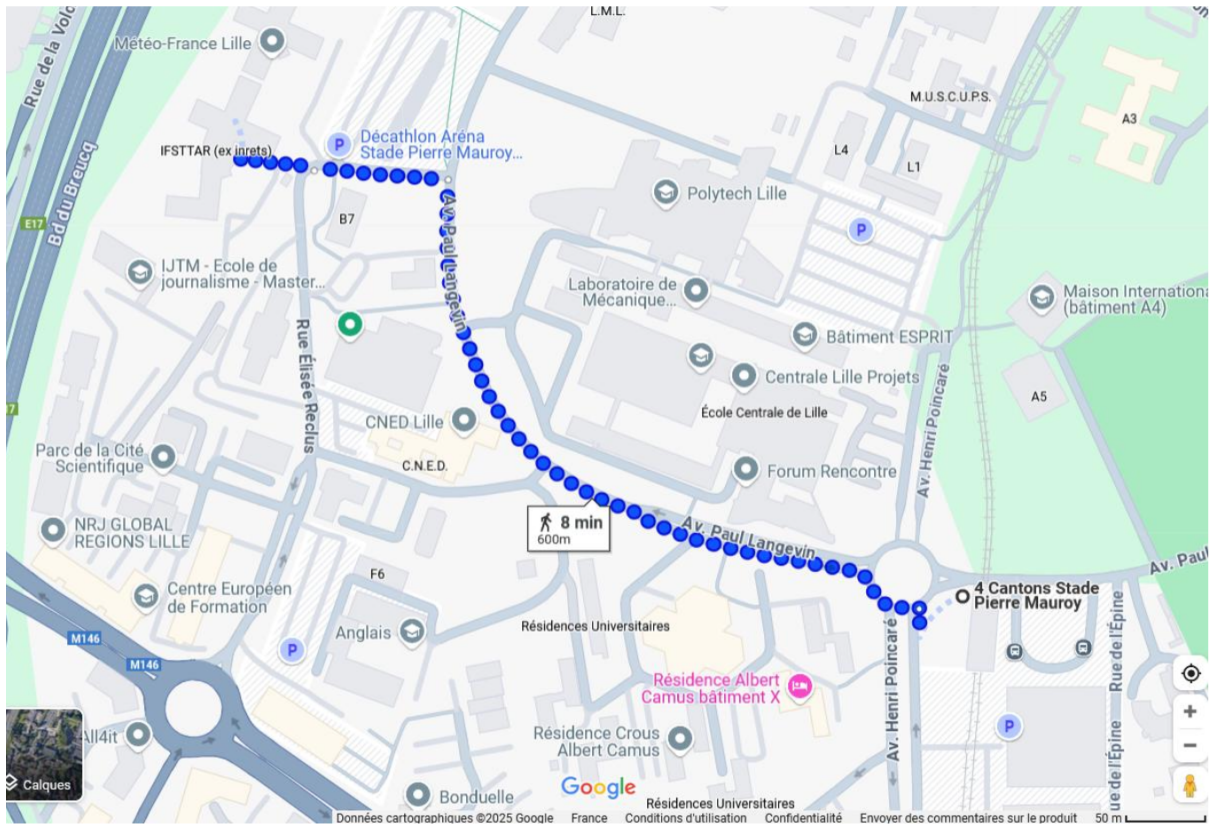 L.M.L.
Rue de la Volo
Météo-France Lille
M.U.S.C.U.P.S.
A3
Décathlon Aréna
Stade Pierre Mauroy...
P
IFSTTAR (ex inrets)
L4
L1
Bd du Breucq
Polytech Lille
E17
B7
P
Av. Paul Langevin
IJTM - Ecole de
journalisme - Master...
Laboratoire de
Mécanique...
Maison Internationa
(bâtiment A4)
Bâtiment ESPRIT
Rue Élisée Reclus
Centrale Lille Projets
Av. Henri Poincaré
A5
17
École Centrale de Lille
CNED Lille
Parc de la Cité
Scientifique
C.N.E.D.
Forum Rencontre
8 min
600m
Av. Paul Langevin
NRJ GLOBAL
REGIONS LILLE
Av. Paul
F6
Centre Européen
de Formation
4 Cantons Stade
Pierre Mauroy
M146
Anglais
Résidences Universitaires
P
M146
Av. Henri Poincaré
Rue de l'Épine
Résidence Albert
Camus bâtiment X
All4it
Résidence Crous
Albert Camus
P
ue de l'Épine
Calques
Google
Bonduelle
Résidences Universitaires
Données cartographiques ©2025 Google France Conditions d'utilisation Confidentialité Envoyer des commentaires sur le produit 50 m